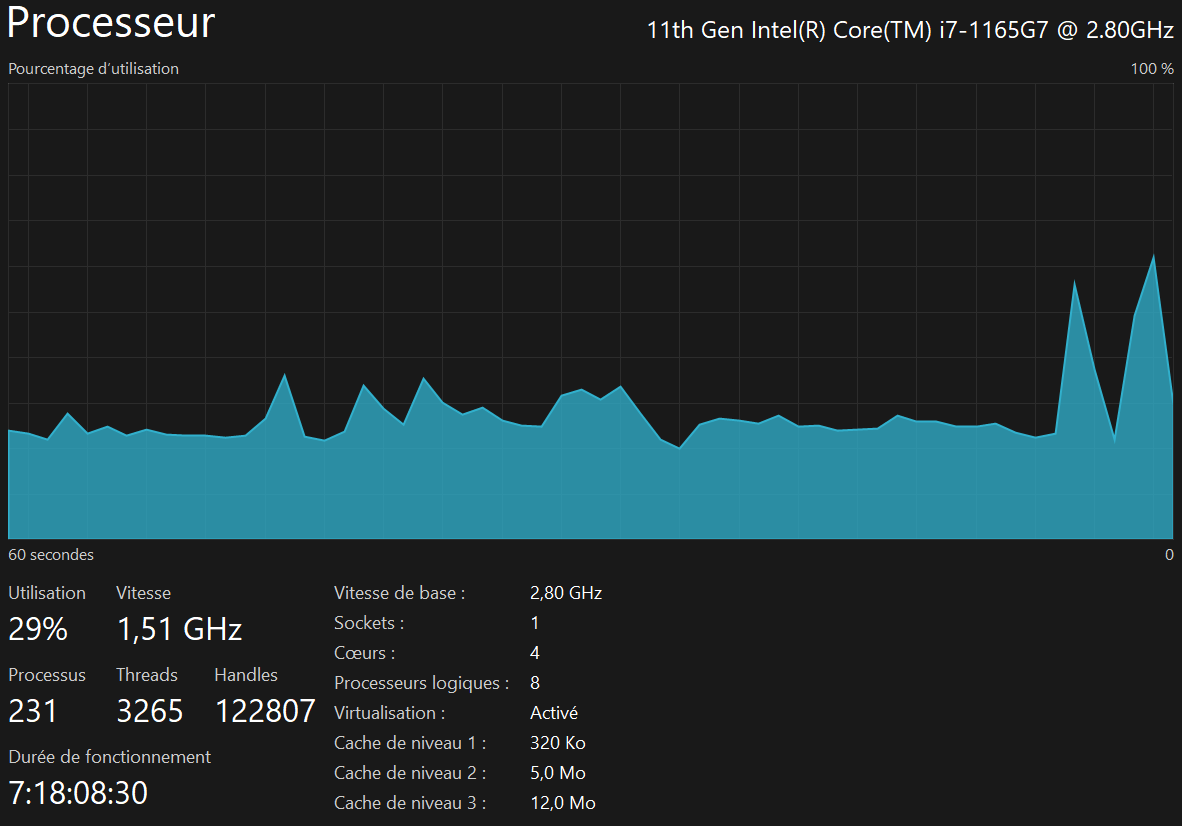 Processeur
11th Gen Intel(R) Core(TM) i7-1165G7 @ 2.80GHz
Pourcentage d'utilisation
100 %
60 secondes
0
Utilisation
Vitesse
29%
1,51 GHz
Processus
Threads
Handles
231
3265
122807
Durée de fonctionnement
7:18:08:30
Vitesse de base :
2,80 GHz
Sockets :
1
Cœurs :
4
Processeurs logiques :
8
Virtualisation :
Activé
Cache de niveau 1 :
320 Ko
Cache de niveau 2 :
5,0 Mo
Cache de niveau 3 :
12,0 Mo